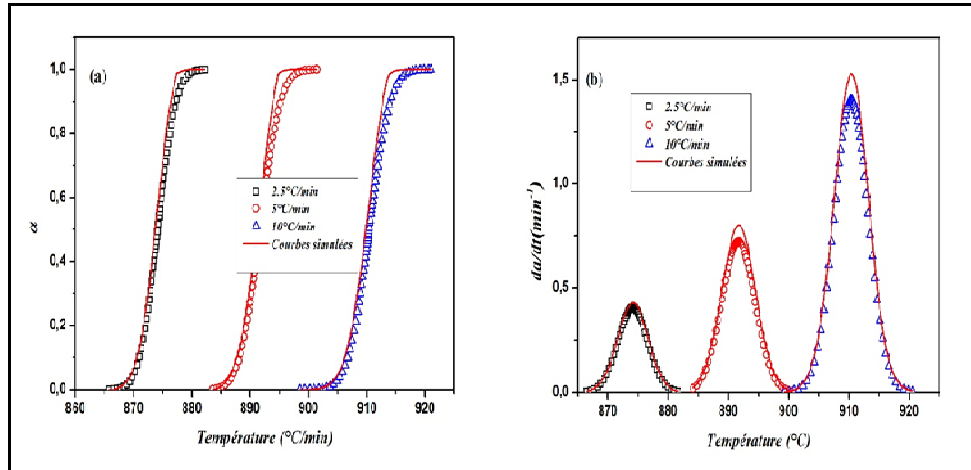 (a)
α
1,0
0,8
0,6
0,4
0,2
0,0
2.5°C/min
5°C/min
10°C/min
Courbes simulées
860 870 880 890 900 910 920
Température (°C/min)
(b)
da/dt(min⁻¹)
1,5
1,0
0,5
0,0
2.5°C/min
5°C/min
10°C/min
Courbes simulées
870 880 890 900 910 920
Température (°C)